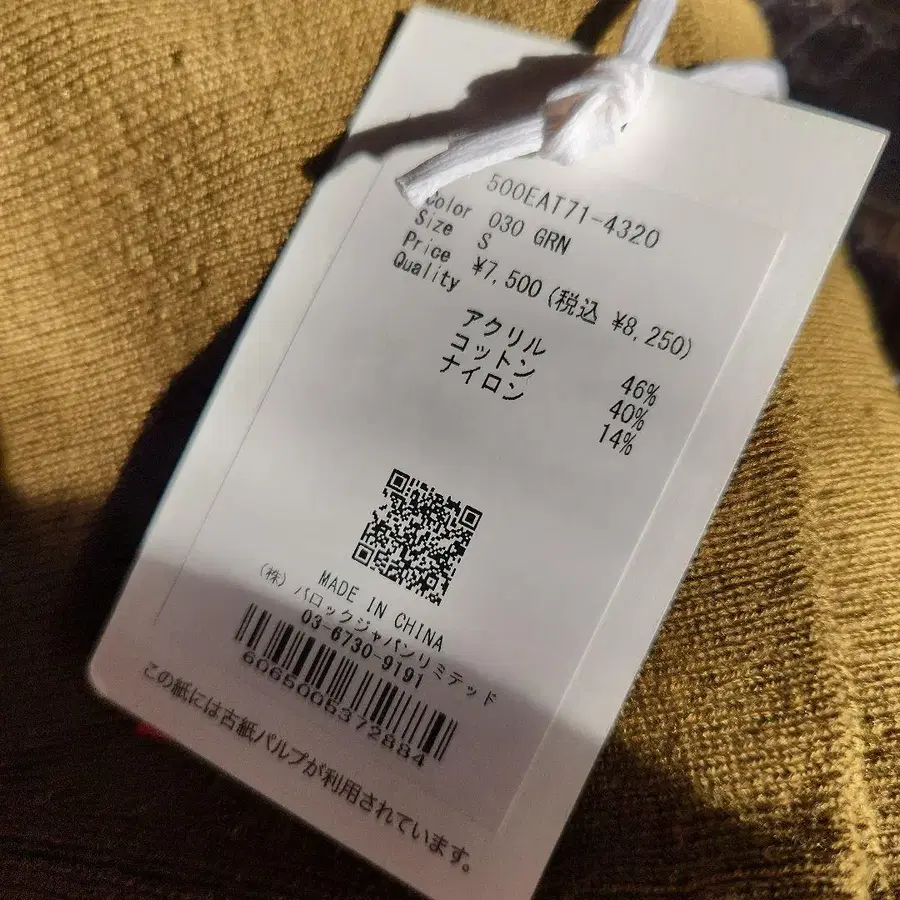 500EAT71-4320
Color 030 GRN
Size S
Price ¥7,500 (税込 ¥8,250)
Quality
アクリル 46%
コットン 40%
ナイロン 14%
MADE IN CHINA
(株) バロックジャパンリミテッド
03-6730-9191
6065005372884
この紙には古紙パルプが利用されています。